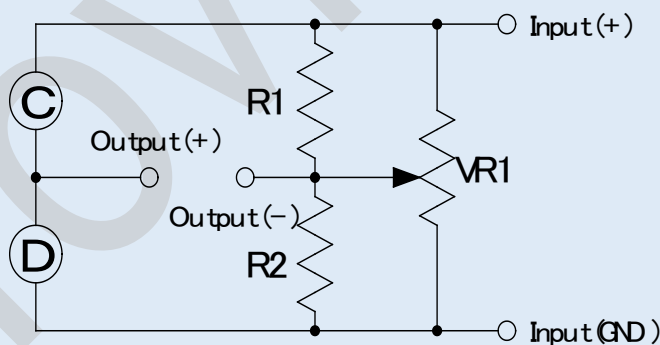 Input(+)
C
R1
Output(+)
VR1
Output(-)
D
R2
Input(GND)